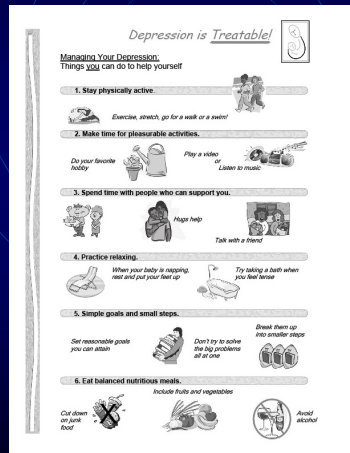 Depression is Treatable!
Managing Your Depression:
Things you can do to help yourself
1. Stay physically active.
Exercise, stretch, go for a walk or a swim!
2. Make time for pleasurable activities.
Do your favorite
hobby
Play a video
or
Listen to music
3. Spend time with people who can support you.
Hugs help
Talk with a friend
4. Practice relaxing.
When your baby is napping,
rest and put your feet up
Try taking a bath when
you feel tense
5. Simple goals and small steps.
Set reasonable goals
you can attain
Don't try to solve
the big problems
all at one
Break them up
into smaller steps
6. Eat balanced nutritious meals.
Include fruits and vegetables
Cut down
on junk
food
Avoid
alcohol